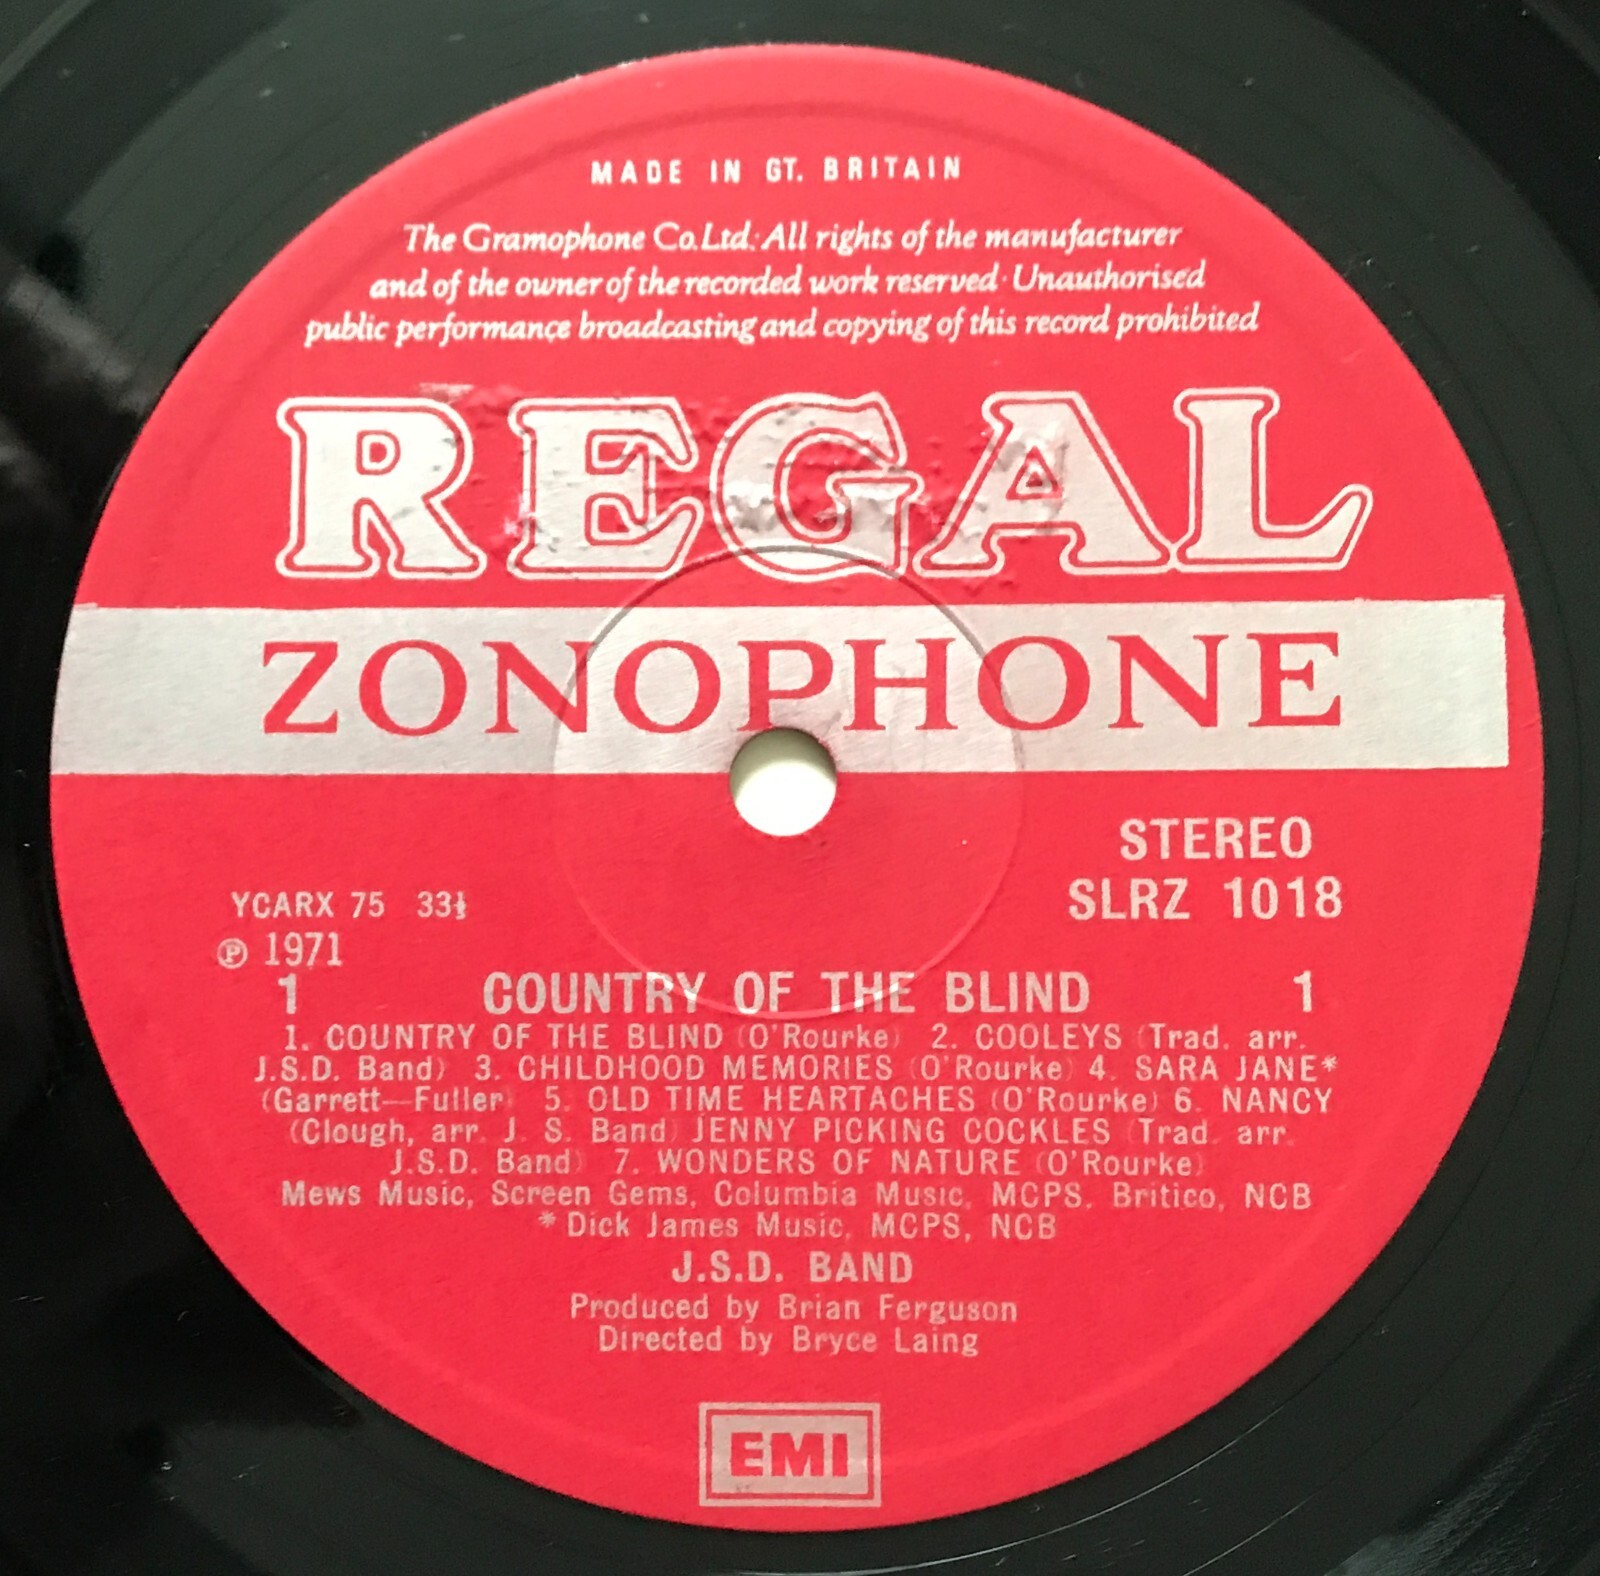 MADE IN GT. BRITAIN
The Gramophone Co.Ltd.·All rights of the manufacturer
and of the owner of the recorded work reserved·Unauthorised
public performance broadcasting and copying of this record prohibited
REGAL
ZONOPHONE
STEREO
YCARX 75 33⅓ SLRZ 1018
℗ 1971
1 COUNTRY OF THE BLIND 1
1. COUNTRY OF THE BLIND (O'Rourke) 2. COOLEYS (Trad. arr.
J.S.D. Band) 3. CHILDHOOD MEMORIES (O'Rourke) 4. SARA JANE*
(Garrett—Fuller) 5. OLD TIME HEARTACHES (O'Rourke) 6. NANCY
(Clough, arr. J. S. Band) JENNY PICKING COCKLES (Trad. arr.
J.S.D. Band) 7. WONDERS OF NATURE (O'Rourke)
Mews Music, Screen Gems, Columbia Music, MCPS, Britico, NCB
*Dick James Music, MCPS, NCB
J.S.D. BAND
Produced by Brian Ferguson
Directed by Bryce Laing
EMI